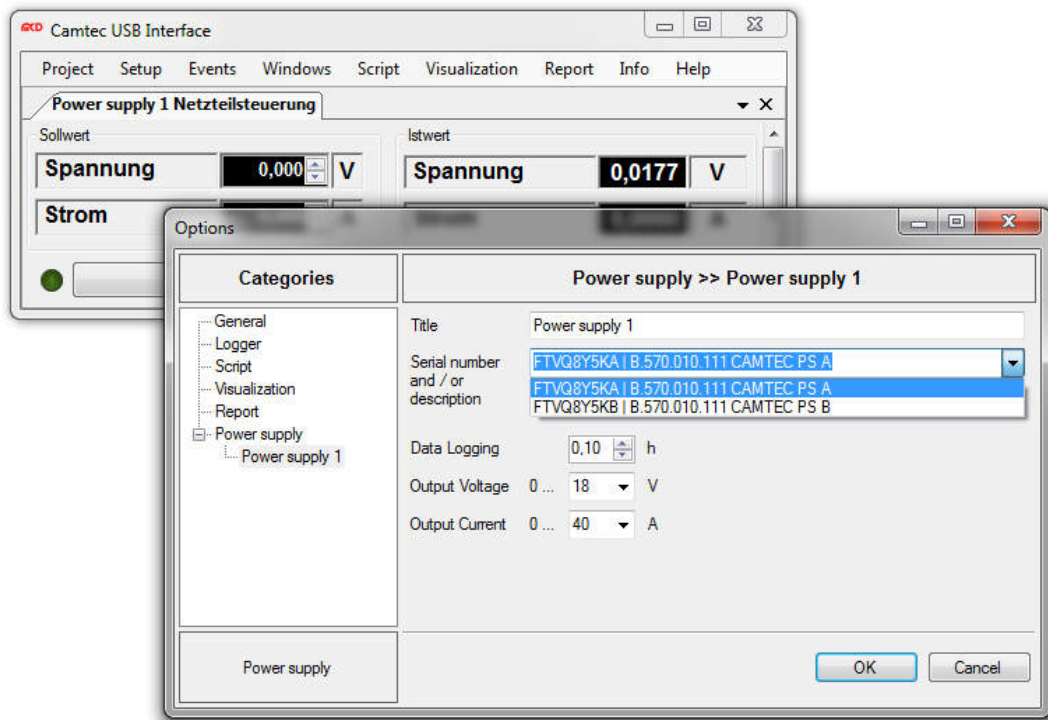 GKD Camtec USB Interface
Project Setup Events Windows Script Visualization Report Info Help
Power supply 1 Netzteilsteuerung
Sollwert
Istwert
Spannung 0,000 V
Spannung 0,0177 V
Strom
Strom A
Options
Categories
Power supply >> Power supply 1
General
Logger
Script
Visualization
Report
Power supply
Power supply 1
Title Power supply 1
Serial number and / or description
FTVQ8Y5KA | B.570.010.111 CAMTEC PS A
FTVQ8Y5KA | B.570.010.111 CAMTEC PS A
FTVQ8Y5KB | B.570.010.111 CAMTEC PS B
Data Logging 0,10 h
Output Voltage 0 ... 18 V
Output Current 0 ... 40 A
Power supply
OK Cancel